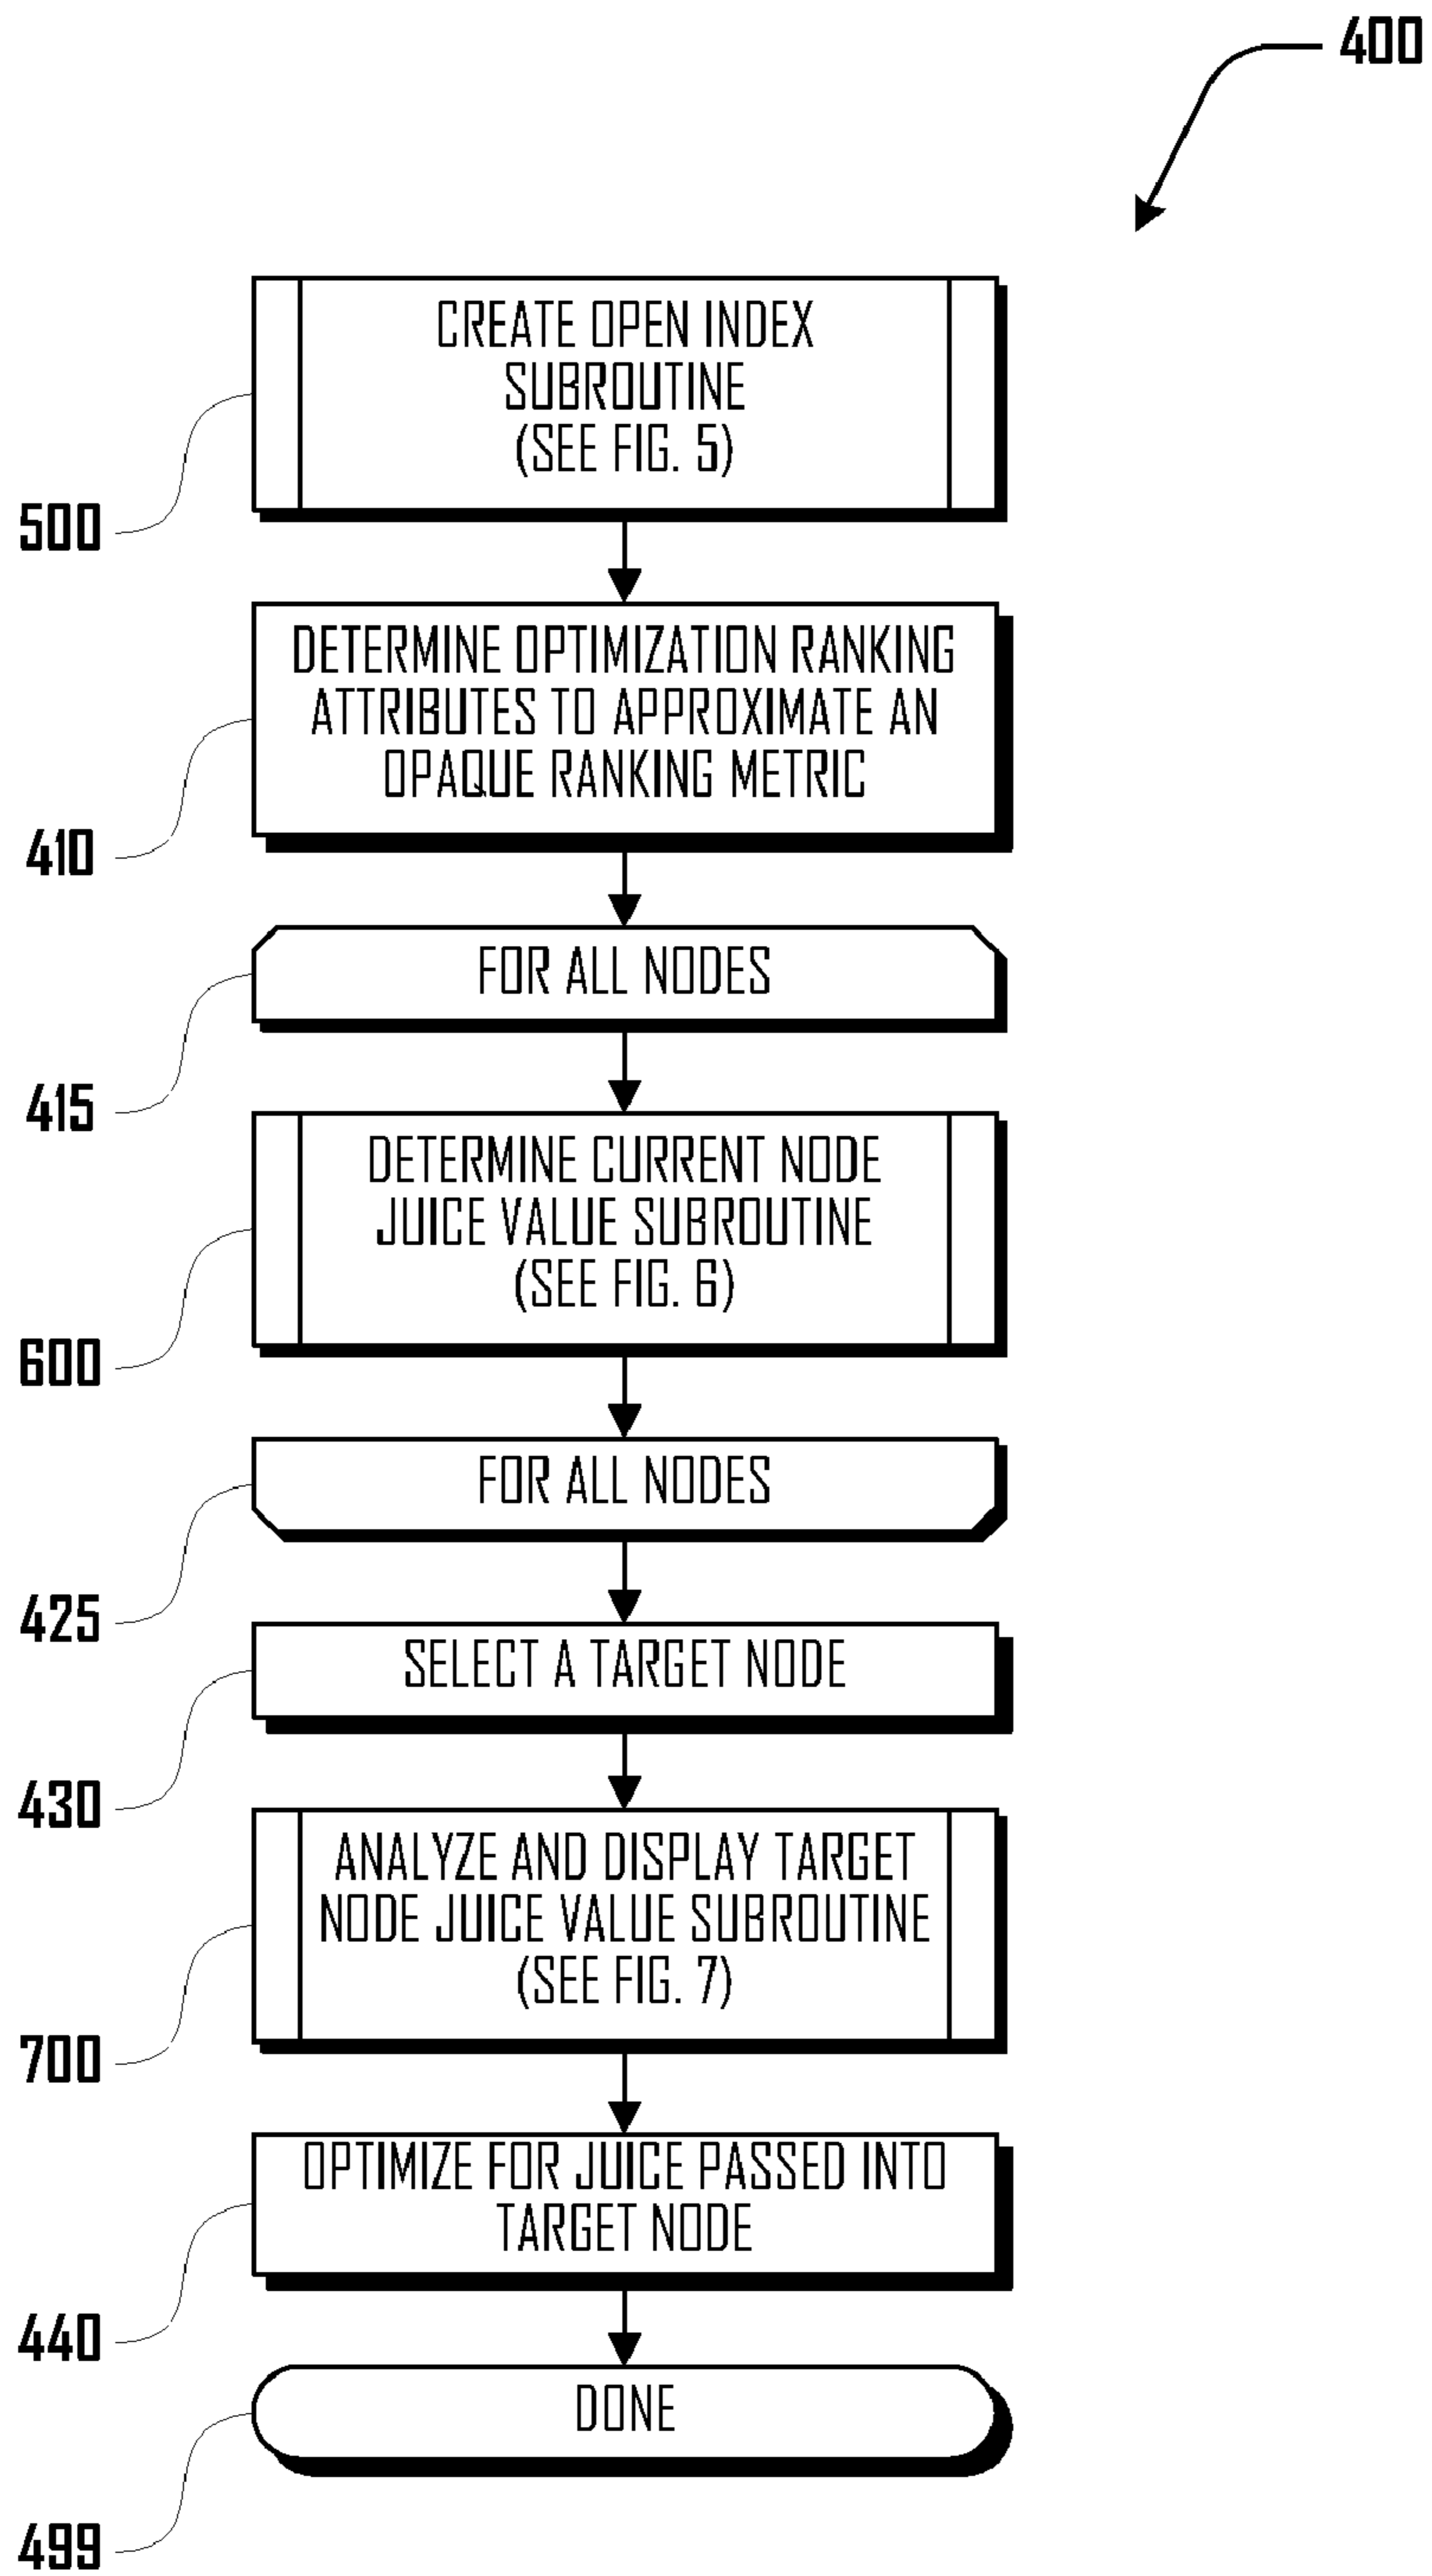 400
CREATE OPEN INDEX
SUBROUTINE
(SEE FIG. 5)
500
DETERMINE OPTIMIZATION RANKING
ATTRIBUTES TO APPROXIMATE AN
OPAQUE RANKING METRIC
410
FOR ALL NODES
415
DETERMINE CURRENT NODE
JUICE VALUE SUBROUTINE
(SEE FIG. 6)
600
FOR ALL NODES
425
SELECT A TARGET NODE
430
ANALYZE AND DISPLAY TARGET
NODE JUICE VALUE SUBROUTINE
(SEE FIG. 7)
700
OPTIMIZE FOR JUICE PASSED INTO
TARGET NODE
440
DONE
499